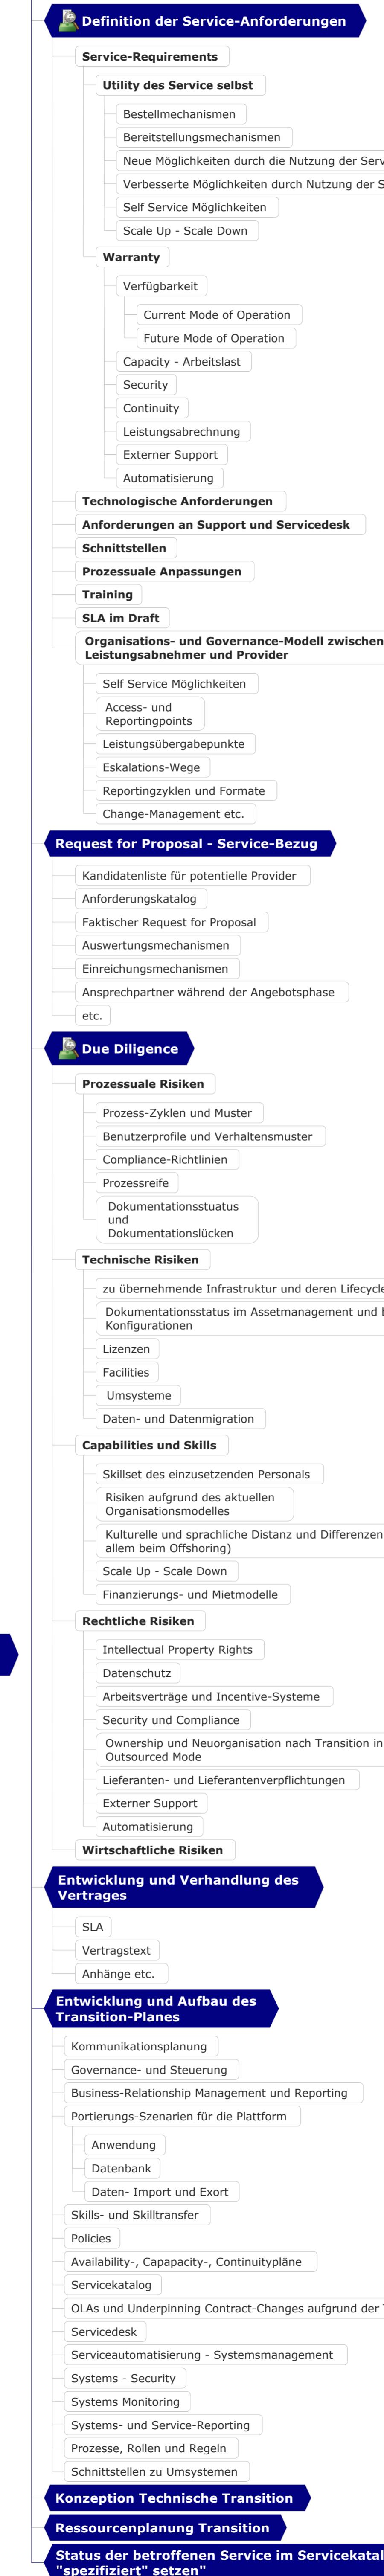 Definition der Service-Anforderungen
Service-Requirements
Utility des Service selbst
Bestellmechanismen
Bereitstellungsmechanismen
Neue Möglichkeiten durch die Nutzung der Serv
Verbesserte Möglichkeiten durch Nutzung der S
Self Service Möglichkeiten
Scale Up - Scale Down
Warranty
Verfügbarkeit
Current Mode of Operation
Future Mode of Operation
Capacity - Arbeitslast
Security
Continuity
Leistungsabrechnung
Externer Support
Automatisierung
Technologische Anforderungen
Anforderungen an Support und Servicedesk
Schnittstellen
Prozessuale Anpassungen
Training
SLA im Draft
Organisations- und Governance-Modell zwischen
Leistungsabnehmer und Provider
Self Service Möglichkeiten
Access- und
Reportingpoints
Leistungsübergabepunkte
Eskalations-Wege
Reportingzyklen und Formate
Change-Management etc.
Request for Proposal - Service-Bezug
Kandidatenliste für potentielle Provider
Anforderungskatalog
Faktischer Request for Proposal
Auswertungsmechanismen
Einreichungsmechanismen
Ansprechpartner während der Angebotsphase
etc.
Due Diligence
Prozessuale Risiken
Prozess-Zyklen und Muster
Benutzerprofile und Verhaltensmuster
Compliance-Richtlinien
Prozessreife
Dokumentationsstuatus
und
Dokumentationslücken
Technische Risiken
zu übernehmende Infrastruktur und deren Lifecycle
Dokumentationsstatus im Assetmanagement und b
Konfigurationen
Lizenzen
Facilities
Umsysteme
Daten- und Datenmigration
Capabilities und Skills
Skillset des einzusetzenden Personals
Risiken aufgrund des aktuellen
Organisationsmodelles
Kulturelle und sprachliche Distanz und Differenzen
allem beim Offshoring)
Scale Up - Scale Down
Finanzierungs- und Mietmodelle
Rechtliche Risiken
Intellectual Property Rights
Datenschutz
Arbeitsverträge und Incentive-Systeme
Security und Compliance
Ownership und Neuorganisation nach Transition in
Outsourced Mode
Lieferanten- und Lieferantenverpflichtungen
Externer Support
Automatisierung
Wirtschaftliche Risiken
Entwicklung und Verhandlung des
Vertrages
SLA
Vertragstext
Anhänge etc.
Entwicklung und Aufbau des
Transition-Planes
Kommunikationsplanung
Governance- und Steuerung
Business-Relationship Management und Reporting
Portierungs-Szenarien für die Plattform
Anwendung
Datenbank
Daten- Import und Exort
Skills- und Skilltransfer
Policies
Availability-, Capapacity-, Continuitypläne
Servicekatalog
OLAs und Underpinning Contract-Changes aufgrund der T
Servicedesk
Serviceautomatisierung - Systemsmanagement
Systems - Security
Systems Monitoring
Systems- und Service-Reporting
Prozesse, Rollen und Regeln
Schnittstellen zu Umsystemen
Konzeption Technische Transition
Ressourcenplanung Transition
Status der betroffenen Service im Servicekatal
"spezifiziert" setzen"